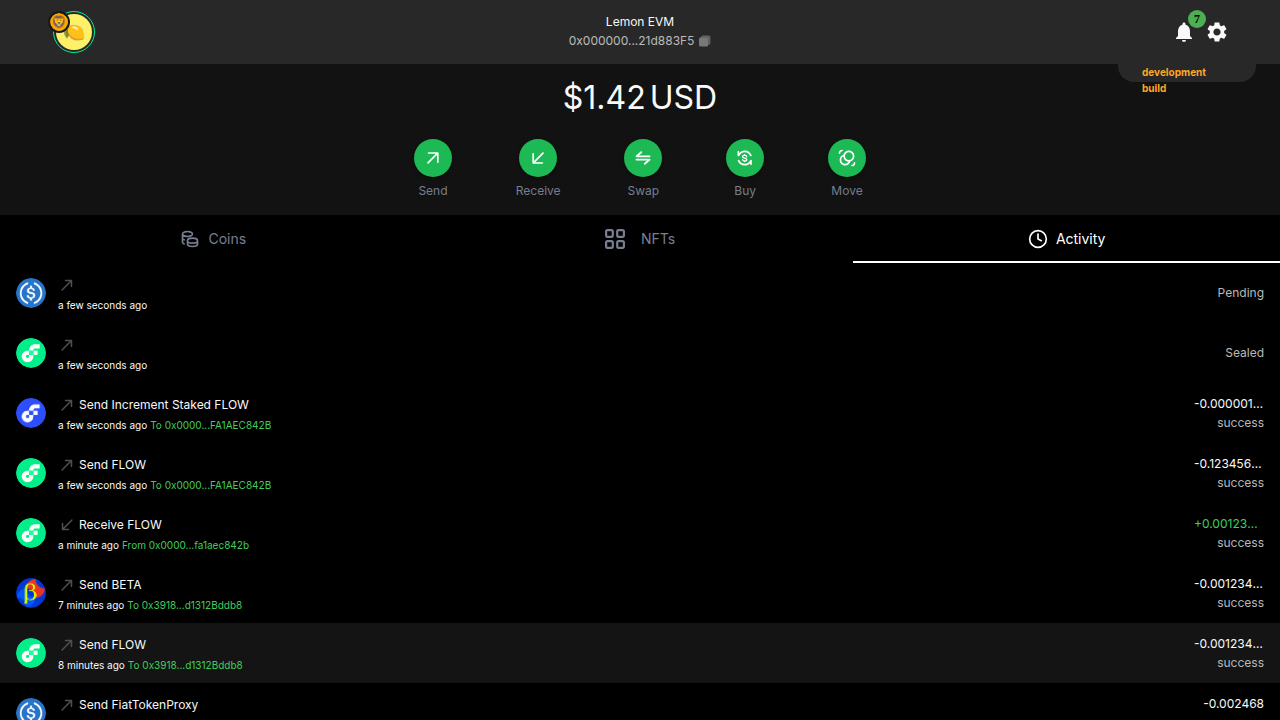 Lemon EVM
0x000000...21d883F5
7
development
build
$1.42 USD
Send
Receive
Swap
Buy
Move
Coins
NFTs
Activity
a few seconds ago
Pending
a few seconds ago
Sealed
Send Increment Staked FLOW
-0.000001...
a few seconds ago To 0x0000...FA1AEC842B
success
Send FLOW
-0.123456...
a few seconds ago To 0x0000...FA1AEC842B
success
Receive FLOW
+0.00123...
a minute ago From 0x0000...fa1aec842b
success
Send BETA
-0.001234...
7 minutes ago To 0x3918...d1312Bddb8
success
Send FLOW
-0.001234...
8 minutes ago To 0x3918...d1312Bddb8
success
Send FiatTokenProxy
-0.002468